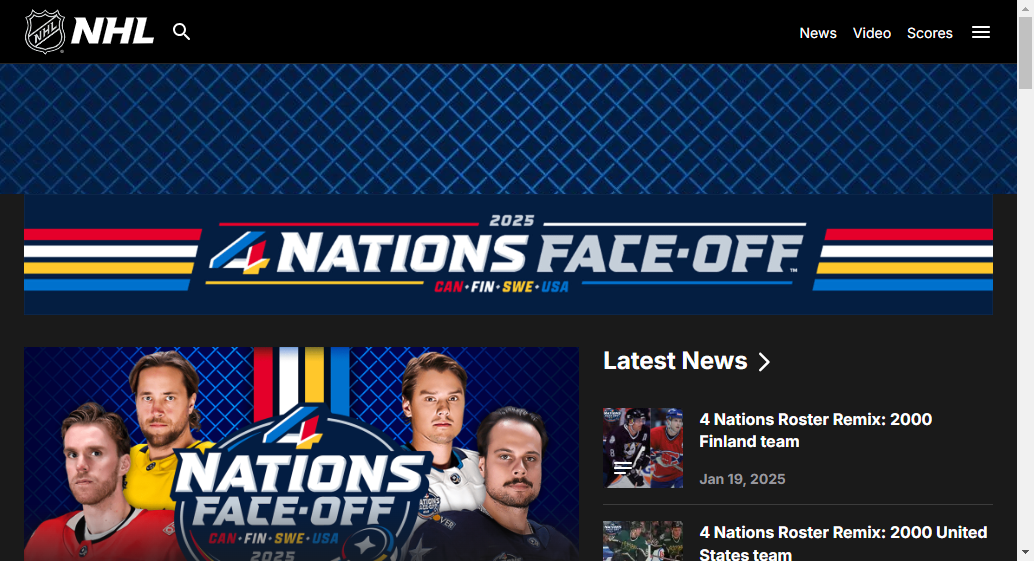 NHL
NHL
News
Video
Scores
2025
4 NATIONS FACE-OFF™
CAN•FIN•SWE•USA
4
NATIONS
FACE-OFF
CAN•FIN•SWE•USA
2025
Latest News
4 Nations Roster Remix: 2000
Finland team
Jan 19, 2025
4 Nations Roster Remix: 2000 United
States team